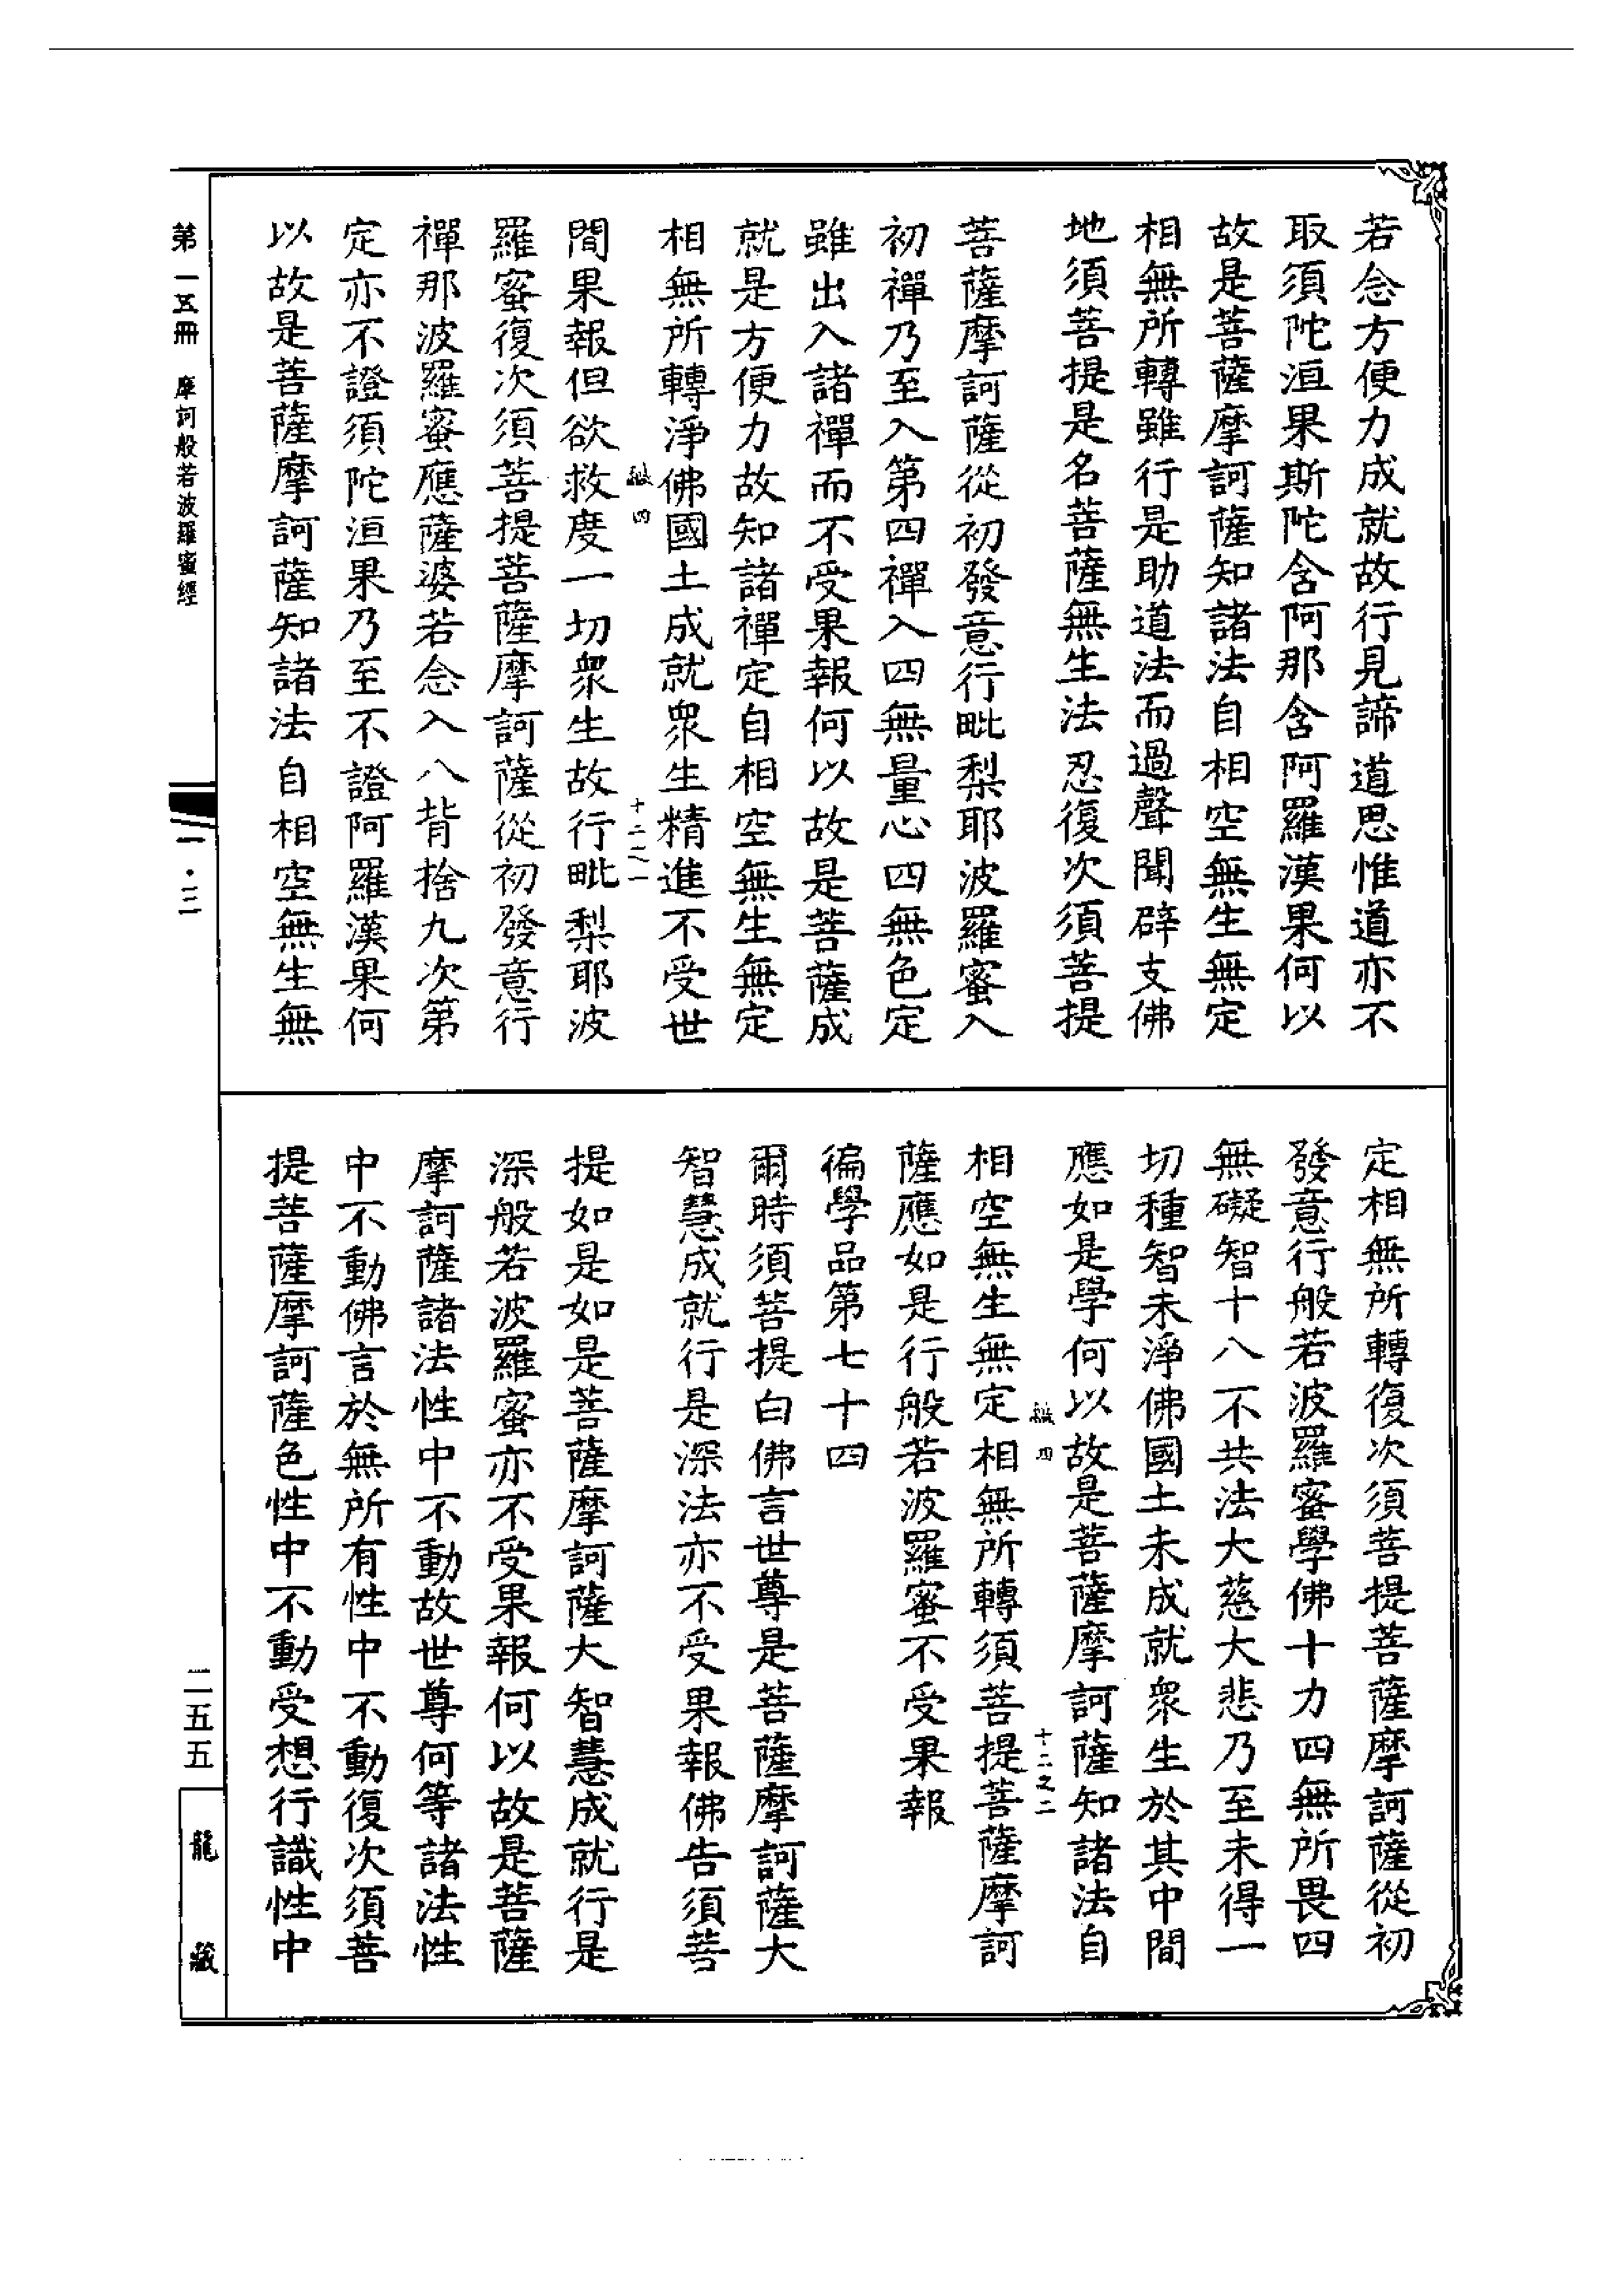 若念方便力成就故行見諦道思惟道亦不
取須陀洹果斯陀含阿那含阿羅漢果何以
故是菩薩摩訶薩知諸法自相空無生無定
相無所轉雖行是助道法而過聲聞辟支佛
地須菩提是名菩薩無生法忍復次須菩提
菩薩摩訶薩從初發意行毗梨耶波羅蜜入
初禪乃至入第四禪入四無量心四無色定
雖出入諸禪而不受果報何以故是菩薩成
就是方便力故知諸禪定自相空無生無定
相無所轉淨佛國土成就衆生精進不受世
間果報但欲救度一切衆生故行毗梨耶波
羅蜜復次須菩提菩薩摩訶薩從初發意行
禪那波羅蜜應薩婆若念入八背捨九次第
定亦不證須陀洹果乃至不證阿羅漢果何
以故是菩薩摩訶薩知諸法自相空無生無
定相無所轉復次須菩提菩薩摩訶薩從初
發意行般若波羅蜜學佛十力四無所畏四
無礙智十八不共法大慈大悲乃至未得一
切種智未淨佛國土未成就衆生於其中間
應如是學何以故是菩薩摩訶薩知諸法自
四
十二之二
相空無生無定相無所轉須菩提菩薩摩訶
薩應如是行般若波羅蜜不受果報
徧學品第七十四
爾時須菩提白佛言世尊是菩薩摩訶薩大
智慧成就行是深法亦不受果報佛告須菩
提如是如是菩薩摩訶薩大智慧成就行是
深般若波羅蜜亦不受果報何以故是菩薩
摩訶薩諸法性中不動故世尊何等諸法性
中不動佛言於無所有性中不動復次須菩
提菩薩摩訶薩色性中不動受想行識性中
第一五冊 摩訶般若波羅蜜經
一·三
二五五
龍藏